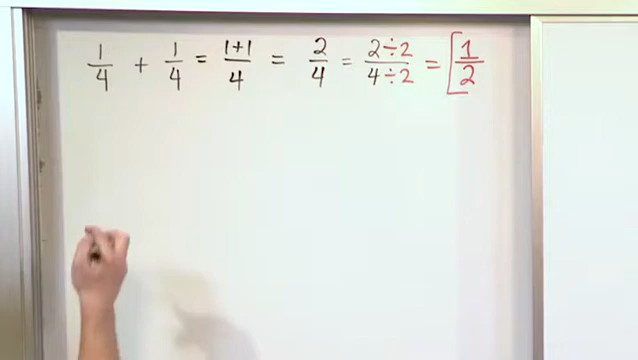 1/4 + 1/4 = (1+1)/4 = 2/4 = (2÷2)/(4÷2) = [1/2